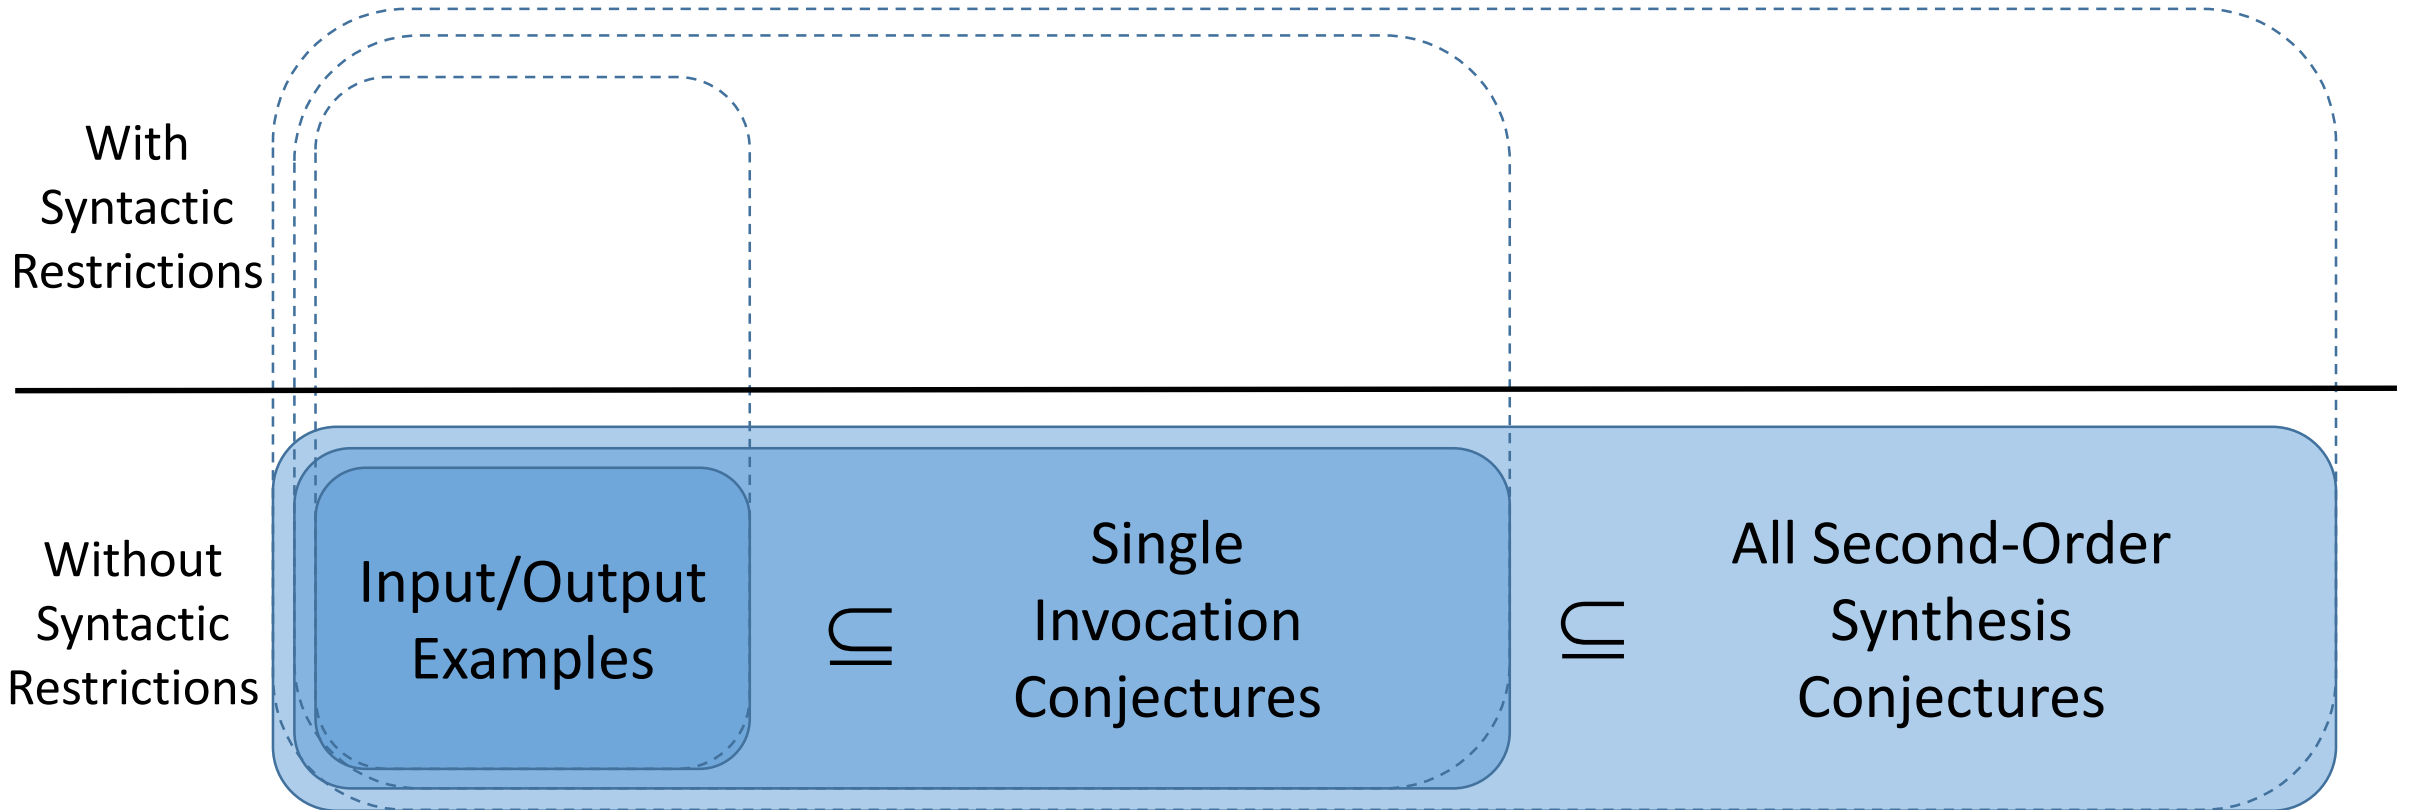 With
Syntactic
Restrictions
Without
Syntactic
Restrictions
Input/Output
Examples
⊆
Single
Invocation
Conjectures
⊆
All Second-Order
Synthesis
Conjectures